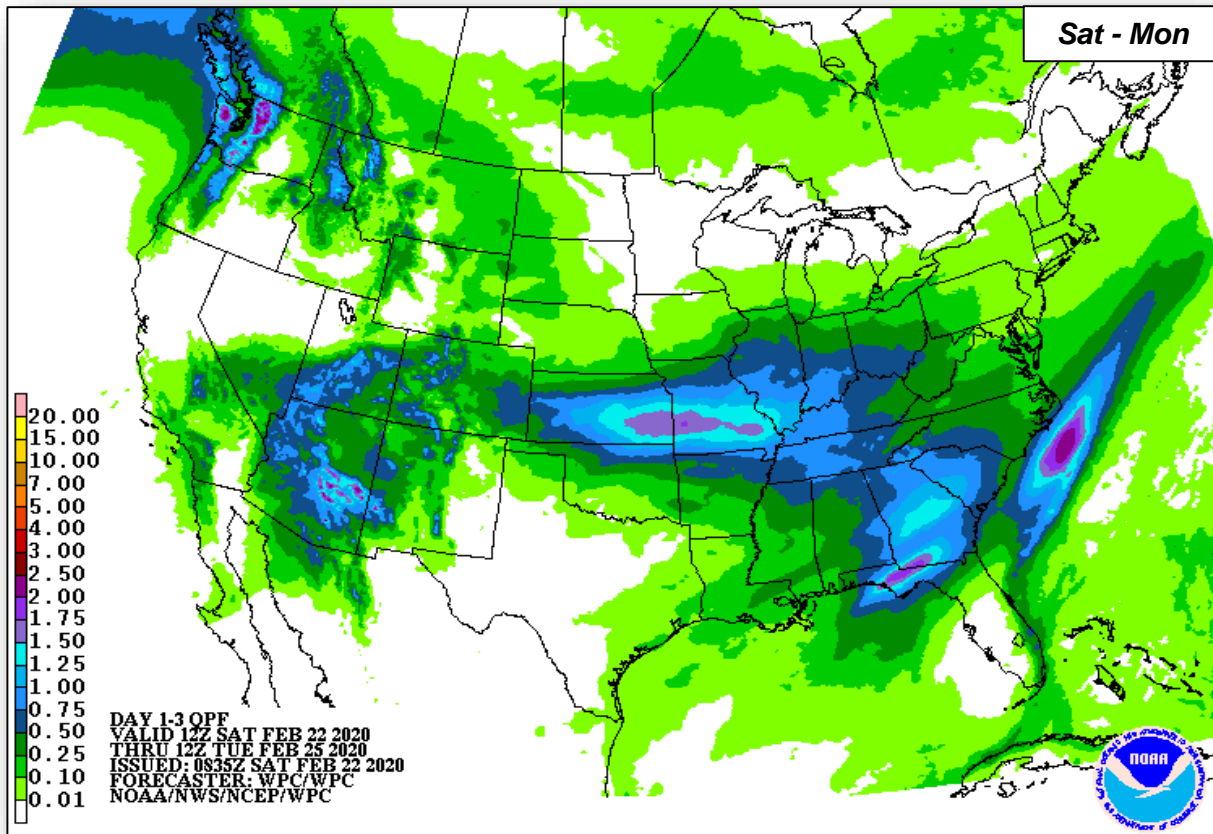 Sat - Mon
20.00
15.00
10.00
7.00
5.00
4.00
3.00
2.50
2.00
1.75
1.50
1.25
1.00
0.75
0.50
0.25
0.10
0.01
DAY 1-3 QPF
VALID 12Z SAT FEB 22 2020
THRU 12Z TUE FEB 25 2020
ISSUED: 0835Z SAT FEB 22 2020
FORECASTER: WPC/WPC
NOAA/NWS/NCEP/WPC
NOAA